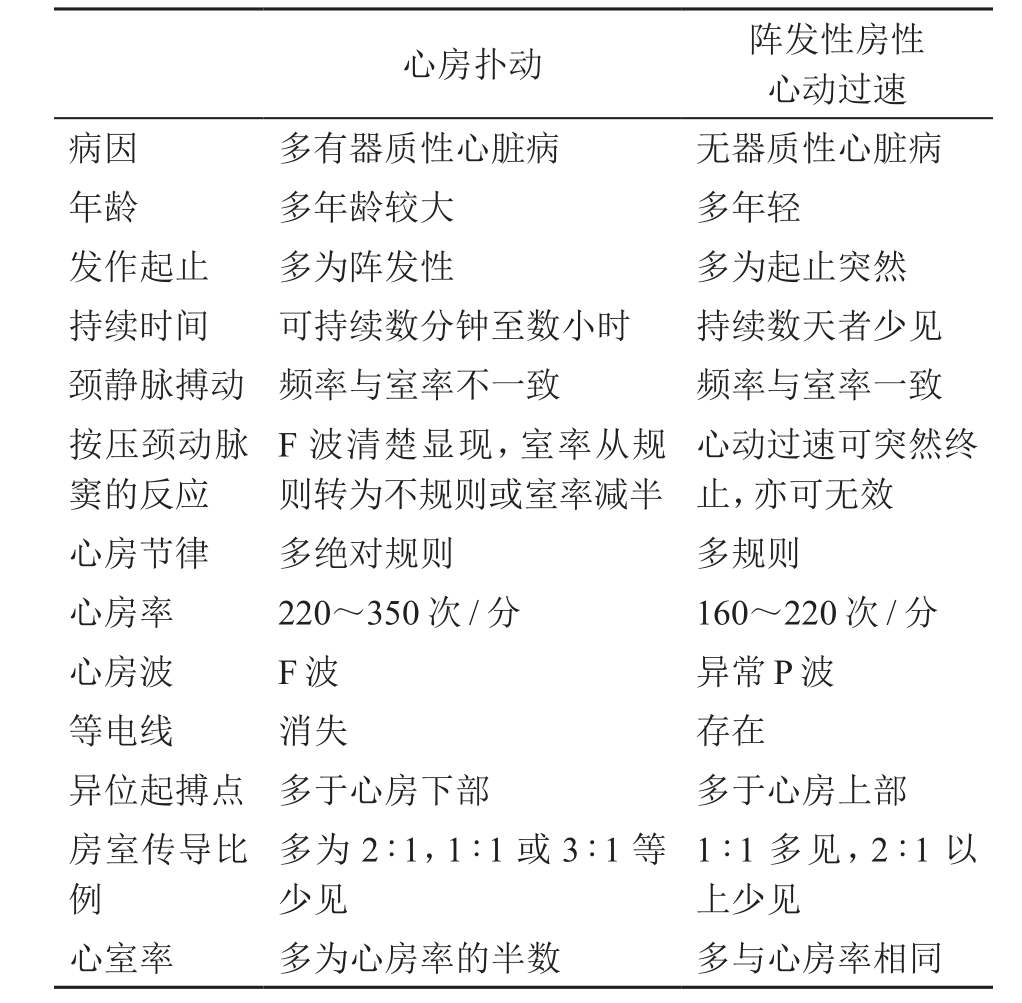 心房扑动 阵发性房性
心动过速
病因 多有器质性心脏病 无器质性心脏病
年龄 多年龄较大 多年轻
发作起止 多为阵发性 多为起止突然
持续时间 可持续数分钟至数小时 持续数天者少见
颈静脉搏动 频率与室率不一致 频率与室率一致
按压颈动脉 F 波清楚显现，室率从规 心动过速可突然终
窦的反应 则转为不规则或室率减半 止，亦可无效
心房节律 多绝对规则 多规则
心房率 220～350 次 / 分 160～220 次 / 分
心房波 F 波 异常 P 波
等电线 消失 存在
异位起搏点 多于心房下部 多于心房上部
房室传导比 多为 2∶1，1∶1 或 3∶1 等 1∶1 多见，2∶1 以
例 少见 上少见
心室率 多为心房率的半数 多与心房率相同